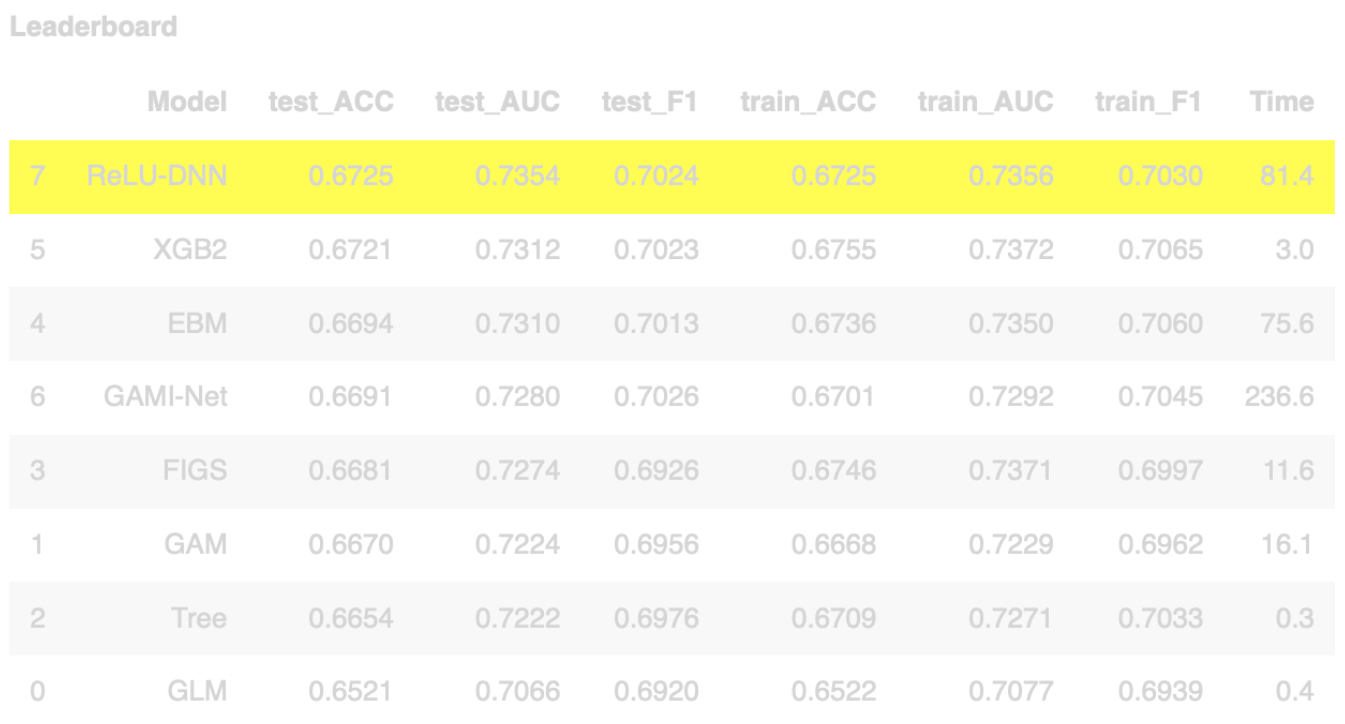 Leaderboard
Model test_ACC test_AUC test_F1 train_ACC train_AUC train_F1 Time
7 ReLU-DNN 0.6725 0.7354 0.7024 0.6725 0.7356 0.7030 81.4
5 XGB2 0.6721 0.7312 0.7023 0.6755 0.7372 0.7065 3.0
4 EBM 0.6694 0.7310 0.7013 0.6736 0.7350 0.7060 75.6
6 GAMI-Net 0.6691 0.7280 0.7026 0.6701 0.7292 0.7045 236.6
3 FIGS 0.6681 0.7274 0.6926 0.6746 0.7371 0.6997 11.6
1 GAM 0.6670 0.7224 0.6956 0.6668 0.7229 0.6962 16.1
2 Tree 0.6654 0.7222 0.6976 0.6709 0.7271 0.7033 0.3
0 GLM 0.6521 0.7066 0.6920 0.6522 0.7077 0.6939 0.4